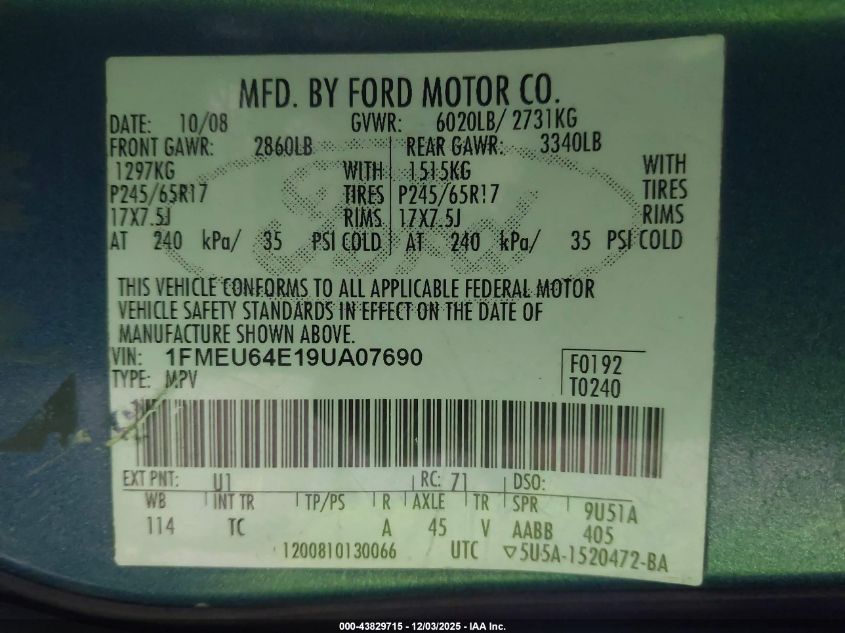 MFD. BY FORD MOTOR CO.
DATE: 10/08 GVWR: 6020LB/ 2731KG
FRONT GAWR: 2860LB REAR GAWR: 3340LB
1297KG WITH 1515KG WITH
P245/65R17 TIRES P245/65R17 TIRES
17X7.5J RIMS 17X7.5J RIMS
AT 240 kPa/ 35 PSI COLD AT 240 kPa/ 35 PSI COLD
THIS VEHICLE CONFORMS TO ALL APPLICABLE FEDERAL MOTOR
VEHICLE SAFETY STANDARDS IN EFFECT ON THE DATE OF
MANUFACTURE SHOWN ABOVE.
VIN: 1FMEU64E19UA07690 F0192
TYPE: MPV T0240
EXT PNT: U1 RC: 71 DSO:
WB INT TR TP/PS R AXLE TR SPR 9U51A
114 TC A 45 V AABB 405
1200810130066 UTC ▽5U5A-1520472-BA
000-43829715 - 12/03/2025 - IAA Inc.